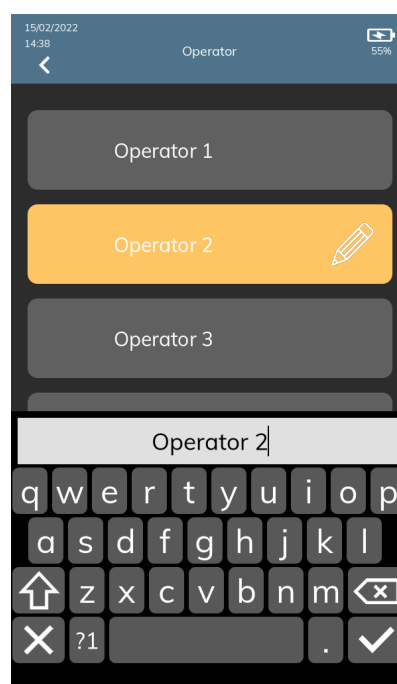 15/02/2022
14:38
Operator
55%
Operator 1
Operator 2
Operator 3
Operator 2
q w e r t y u i o p
a s d f g h j k l
z x c v b n m
?1 .